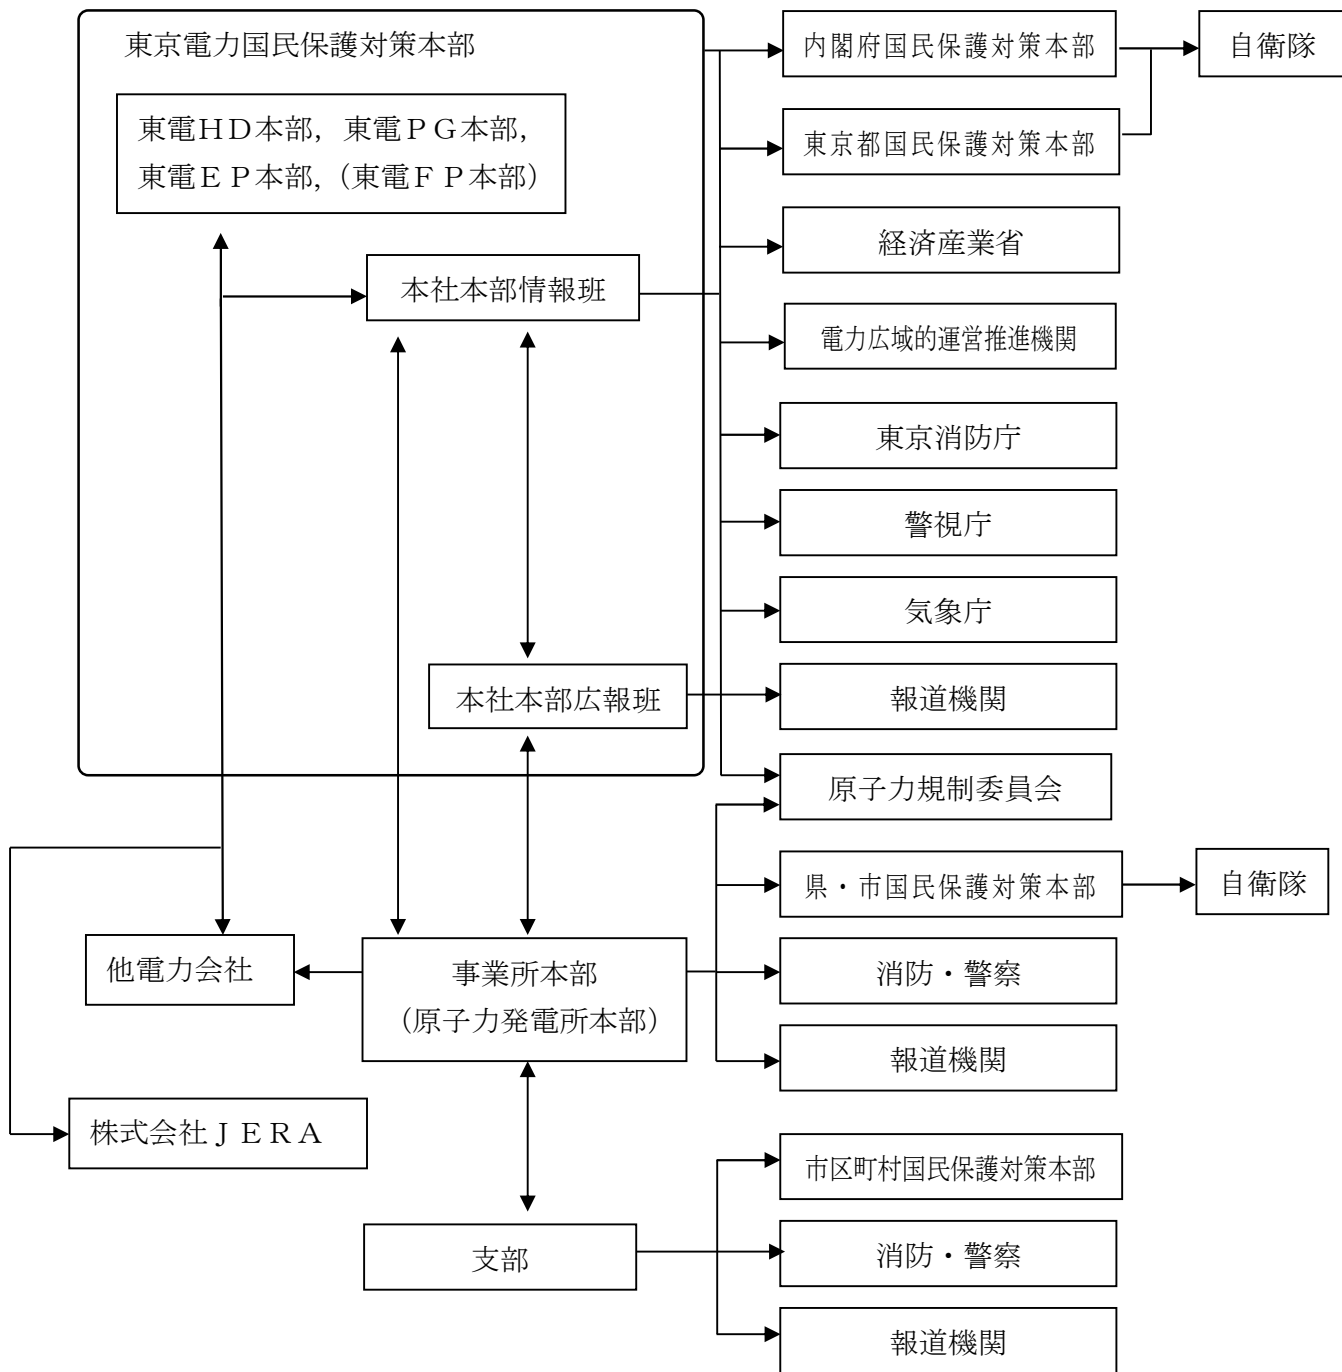 東京電力国民保護対策本部
東電ＨＤ本部，東電ＰＧ本部，
東電ＥＰ本部，（東電ＦＰ本部）
本社本部情報班
本社本部広報班
内閣府国民保護対策本部
自衛隊
東京都国民保護対策本部
経済産業省
電力広域的運営推進機関
東京消防庁
警視庁
気象庁
報道機関
原子力規制委員会
県・市国民保護対策本部
自衛隊
他電力会社
事業所本部
（原子力発電所本部）
消防・警察
報道機関
株式会社ＪＥＲＡ
市区町村国民保護対策本部
支部
消防・警察
報道機関